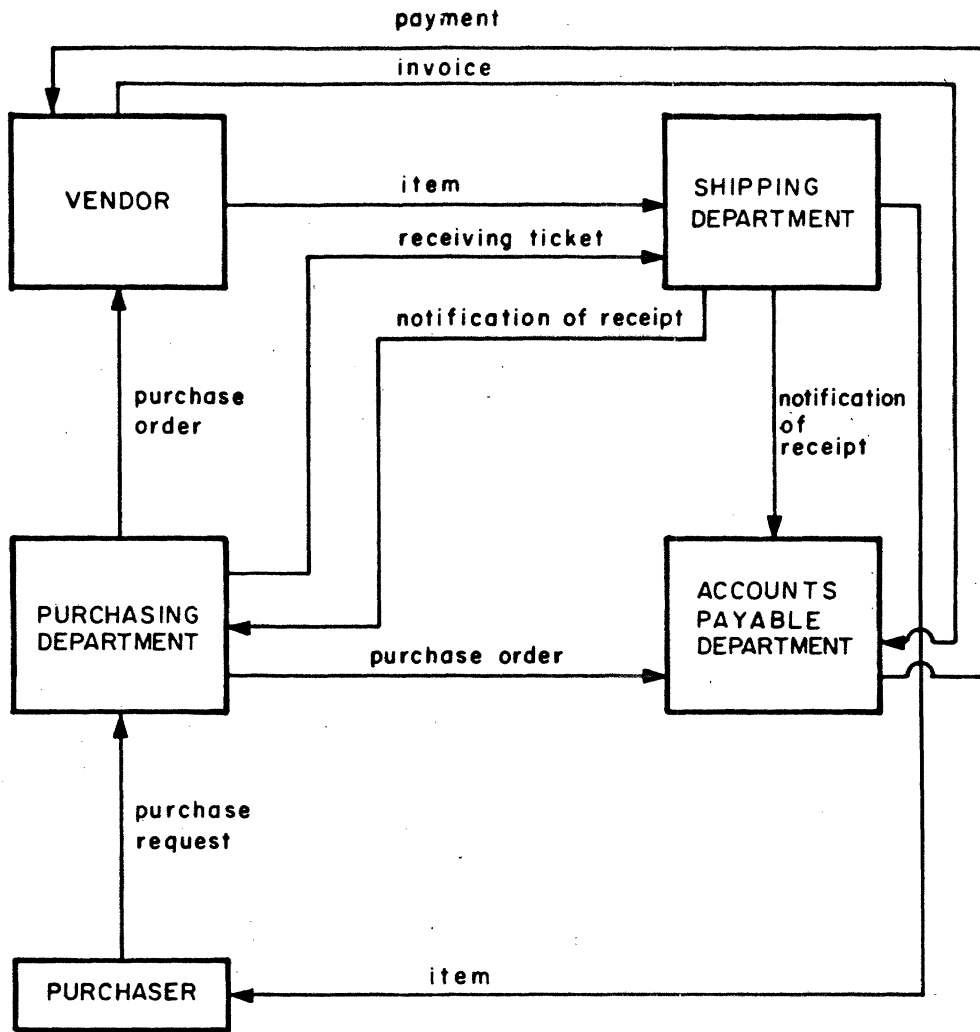 payment
invoice
VENDOR
item
SHIPPING
DEPARTMENT
receiving ticket
notification of receipt
purchase
order
notification
of
receipt
PURCHASING
DEPARTMENT
ACCOUNTS
PAYABLE
DEPARTMENT
purchase order
purchase
request
PURCHASER
item